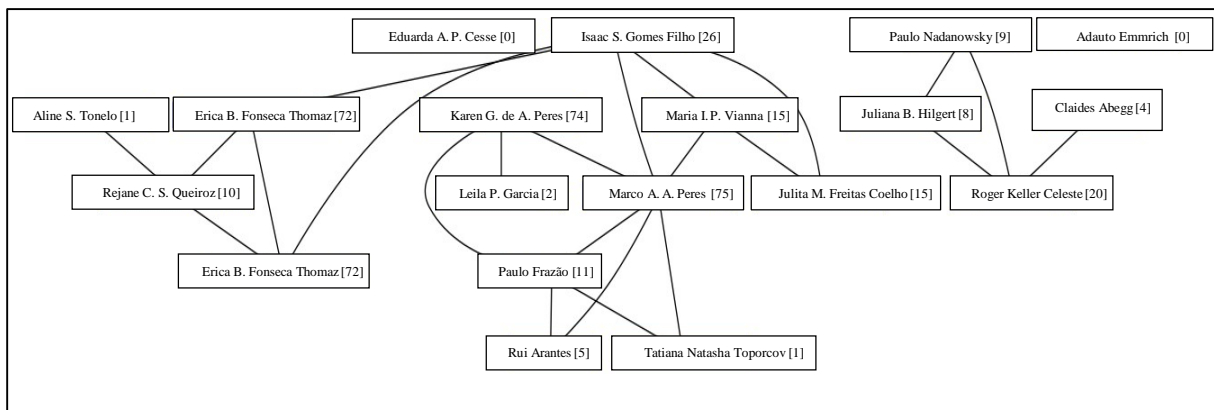 Eduarda A. P. Cesse [0]
Isaac S. Gomes Filho [26]
Paulo Nadanowsky [9]
Adauto Emmrich [0]
Aline S. Tonelo [1]
Erica B. Fonseca Thomaz [72]
Karen G. de A. Peres [74]
Maria I. P. Vianna [15]
Juliana B. Hilgert [8]
Claides Abegg [4]
Rejane C. S. Queiroz [10]
Leila P. Garcia [2]
Marco A. A. Peres [75]
Julita M. Freitas Coelho [15]
Roger Keller Celeste [20]
Erica B. Fonseca Thomaz [72]
Paulo Frazão [11]
Rui Arantes [5]
Tatiana Natasha Toporcov [1]